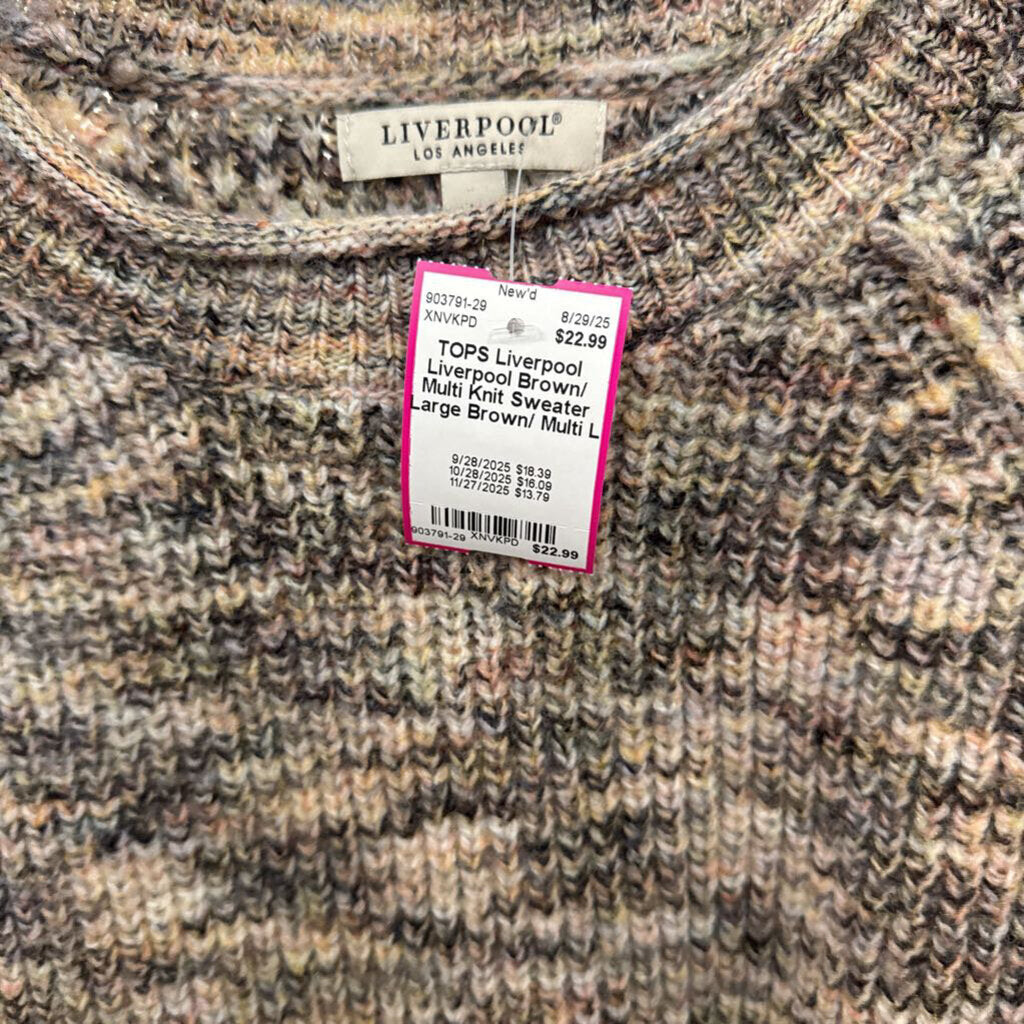 LIVERPOOL®
LOS ANGELES
New'd
903791-29 8/29/25
XNVKPD $22.99
TOPS Liverpool
Liverpool Brown/
Multi Knit Sweater
Large Brown/ Multi L
9/28/2025 $18.39
10/28/2025 $16.09
11/27/2025 $13.79
903791-29 XNVKPD $22.99